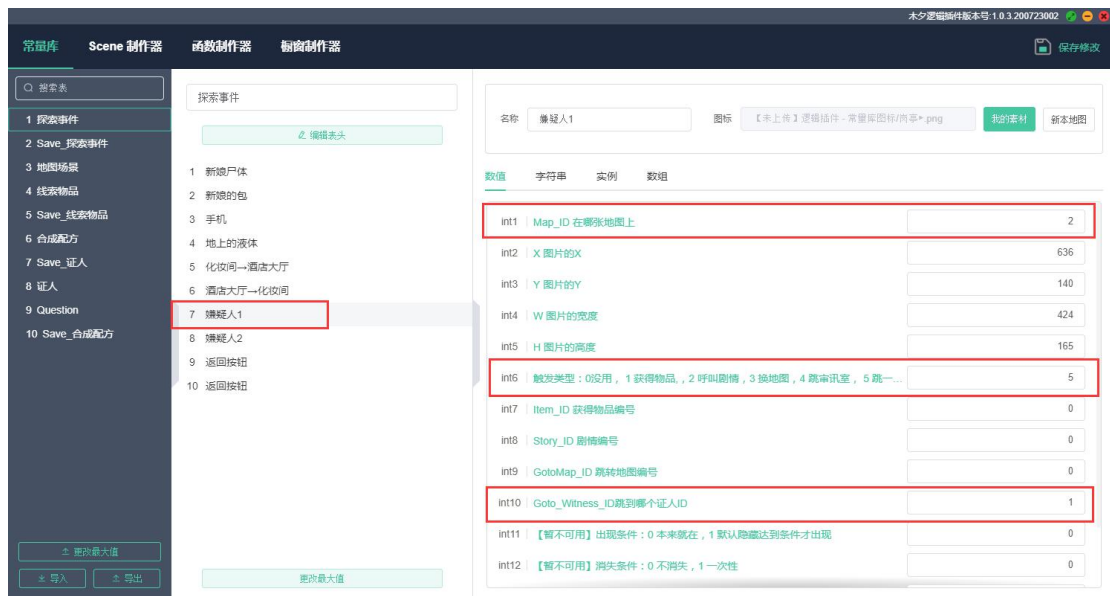 木夕逻辑插件版本号:1.0.3.200723002
常量库 Scene 制作器 函数制作器 橱窗制作器 保存修改
搜索表
1 探索事件
2 Save_探索事件
3 地图场景
4 线索物品
5 Save_线索物品
6 合成配方
7 Save_证人
8 证人
9 Question
10 Save_合成配方
更改最大值
导入 导出
探索事件
编辑表头
1 新娘尸体
2 新娘的包
3 手机
4 地上的液体
5 化妆间→酒店大厅
6 酒店大厅→化妆间
7 嫌疑人1
8 嫌疑人2
9 返回按钮
10 返回按钮
更改最大值
名称 嫌疑人1 图标 【未上传】逻辑插件-常量库图标/肉亭*.png 我的素材 新本地图
数值 字符串 实例 数组
int1 Map_ID 在哪张地图上 2
int2 X 图片的X 636
int3 Y 图片的Y 140
int4 W 图片的宽度 424
int5 H 图片的高度 165
int6 触发类型：0没用，1 获得物品,，2 呼叫剧情，3 换地图，4 跳审讯室，5 跳一... 5
int7 Item_ID 获得物品编号 0
int8 Story_ID 剧情编号 0
int9 GotoMap_ID 跳转地图编号 0
int10 Goto_Witness_ID跳到哪个证人ID 1
int11 【暂不可用】出现条件：0 本来就在，1 默认隐藏达到条件才出现 0
int12 【暂不可用】消失条件：0 不消失，1 一次性 0